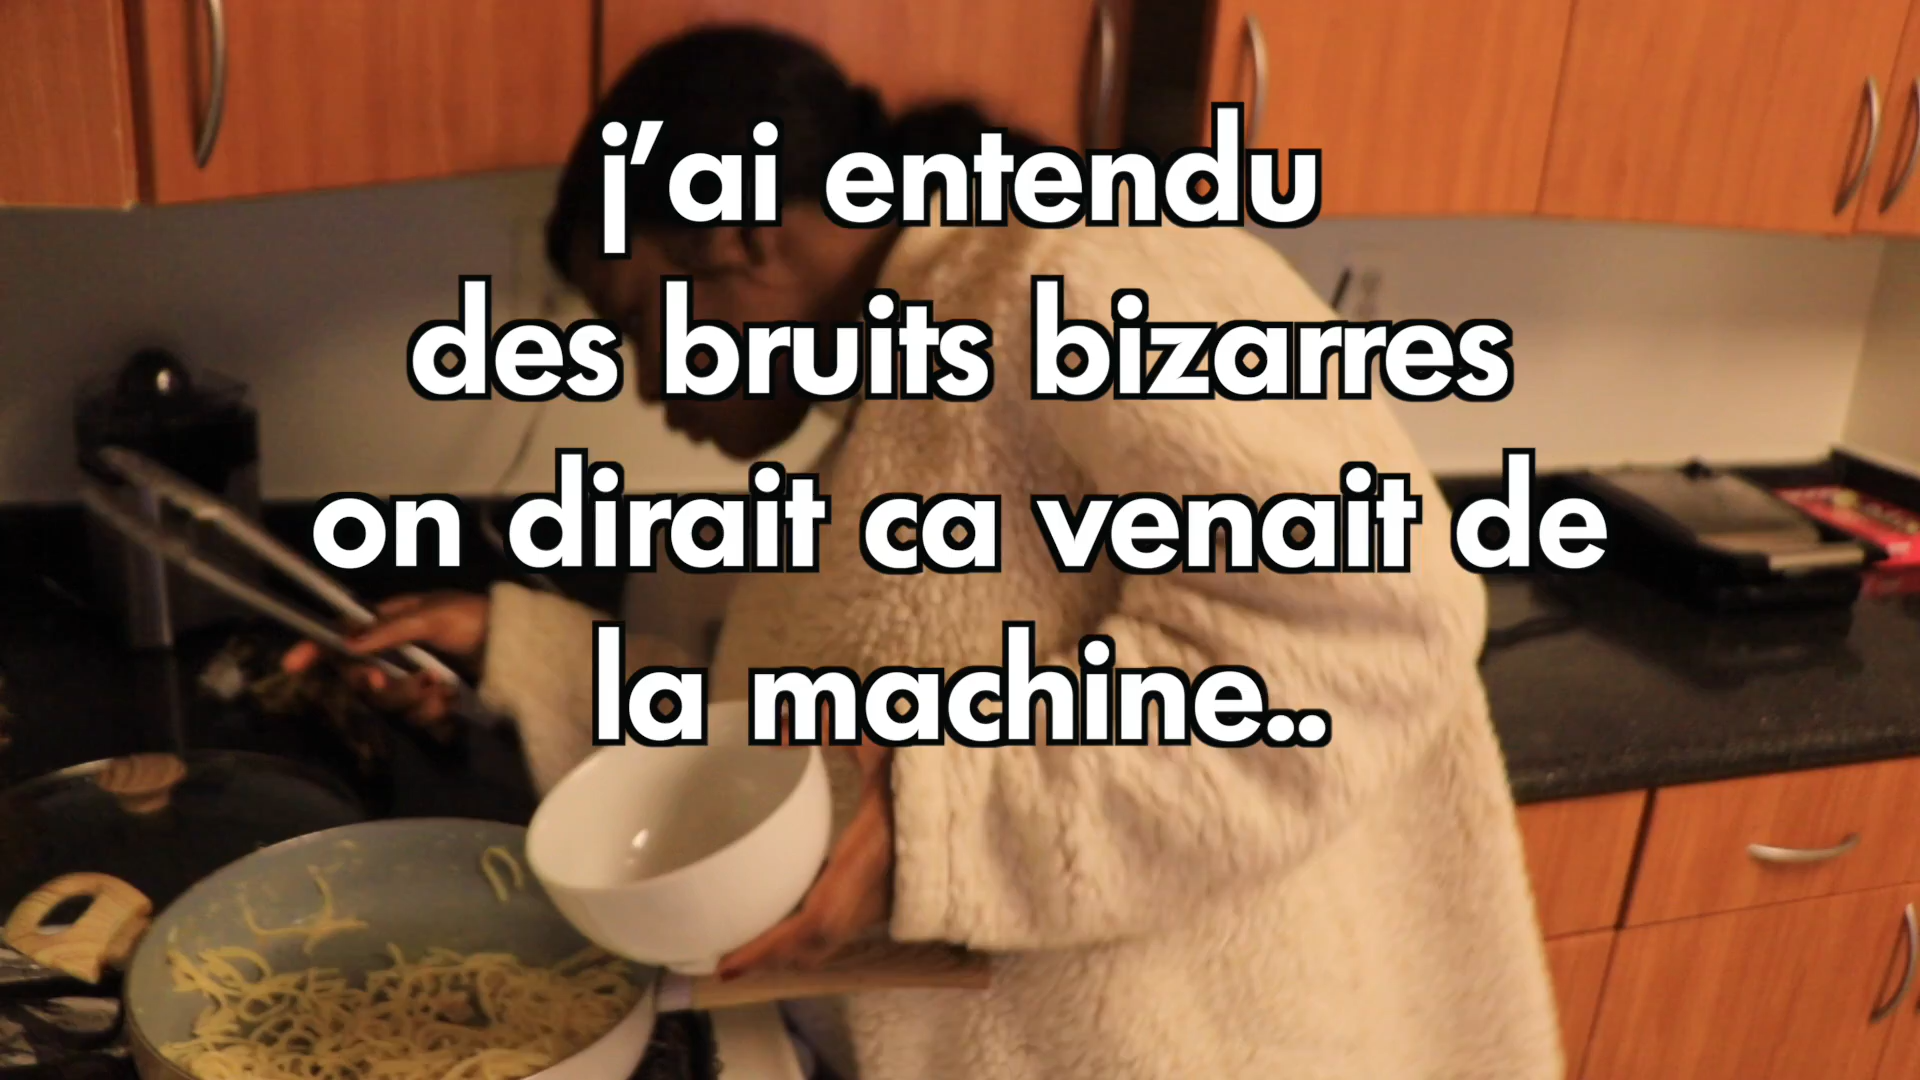 j'ai entendu
des bruits bizarres
on dirait ca venait de
la machine..